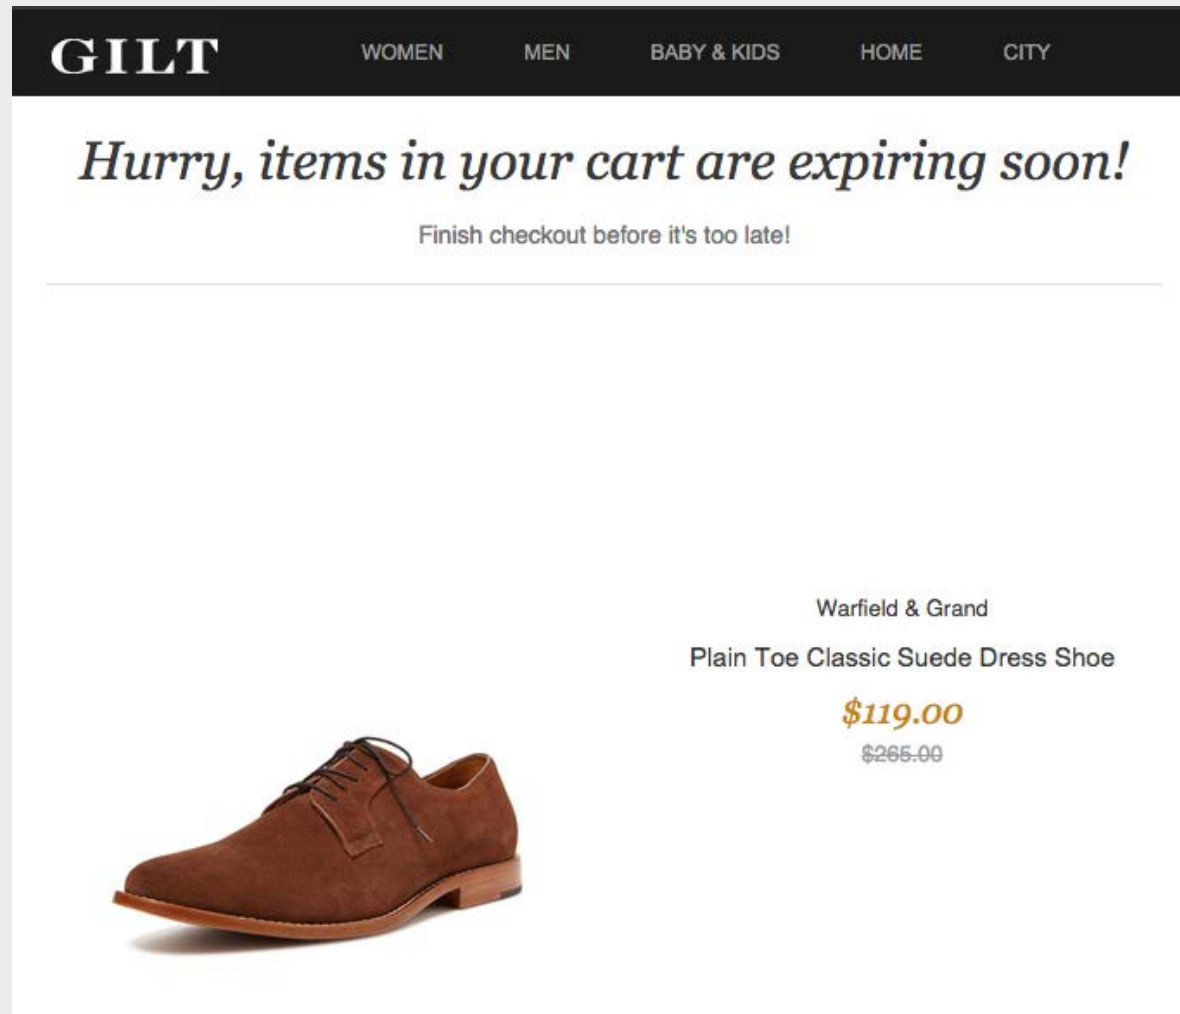 GILT WOMEN MEN BABY & KIDS HOME CITY
Hurry, items in your cart are expiring soon!
Finish checkout before it's too late!
Warfield & Grand
Plain Toe Classic Suede Dress Shoe
$119.00
$265.00